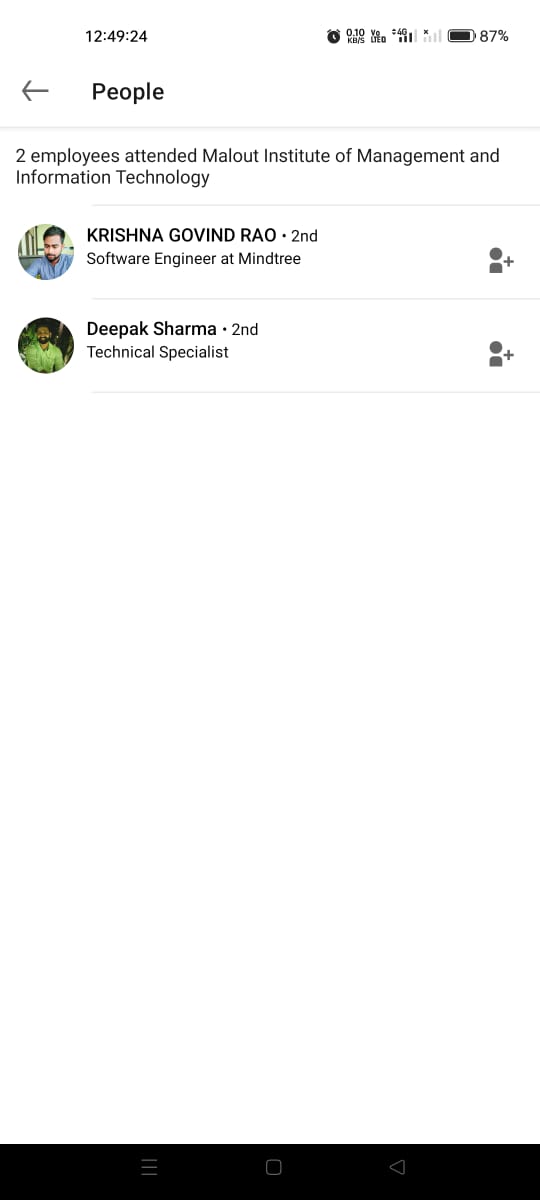 12:49:24 0.10 KB/S Vo LTED 4G 87%
People
2 employees attended Malout Institute of Management and
Information Technology
KRISHNA GOVIND RAO • 2nd
Software Engineer at Mindtree
Deepak Sharma • 2nd
Technical Specialist